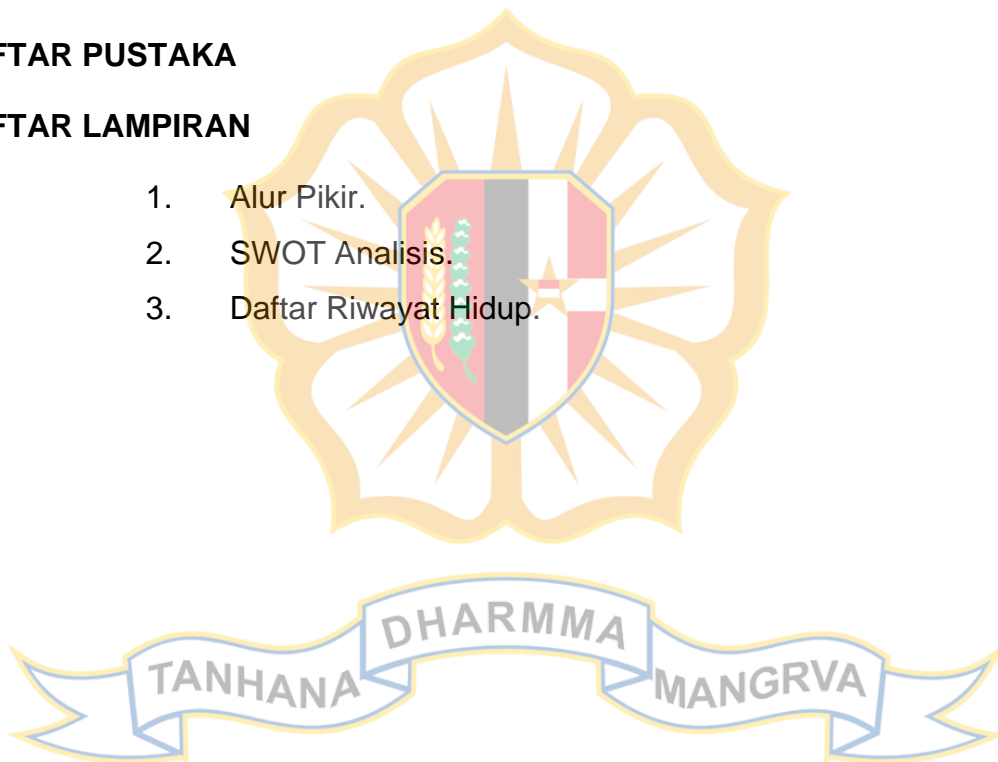 FTAR PUSTAKA
FTAR LAMPIRAN
1. Alur Pikir.
2. SWOT Analisis.
3. Daftar Riwayat Hidup.
TANHANA DHARMMA MANGRVA